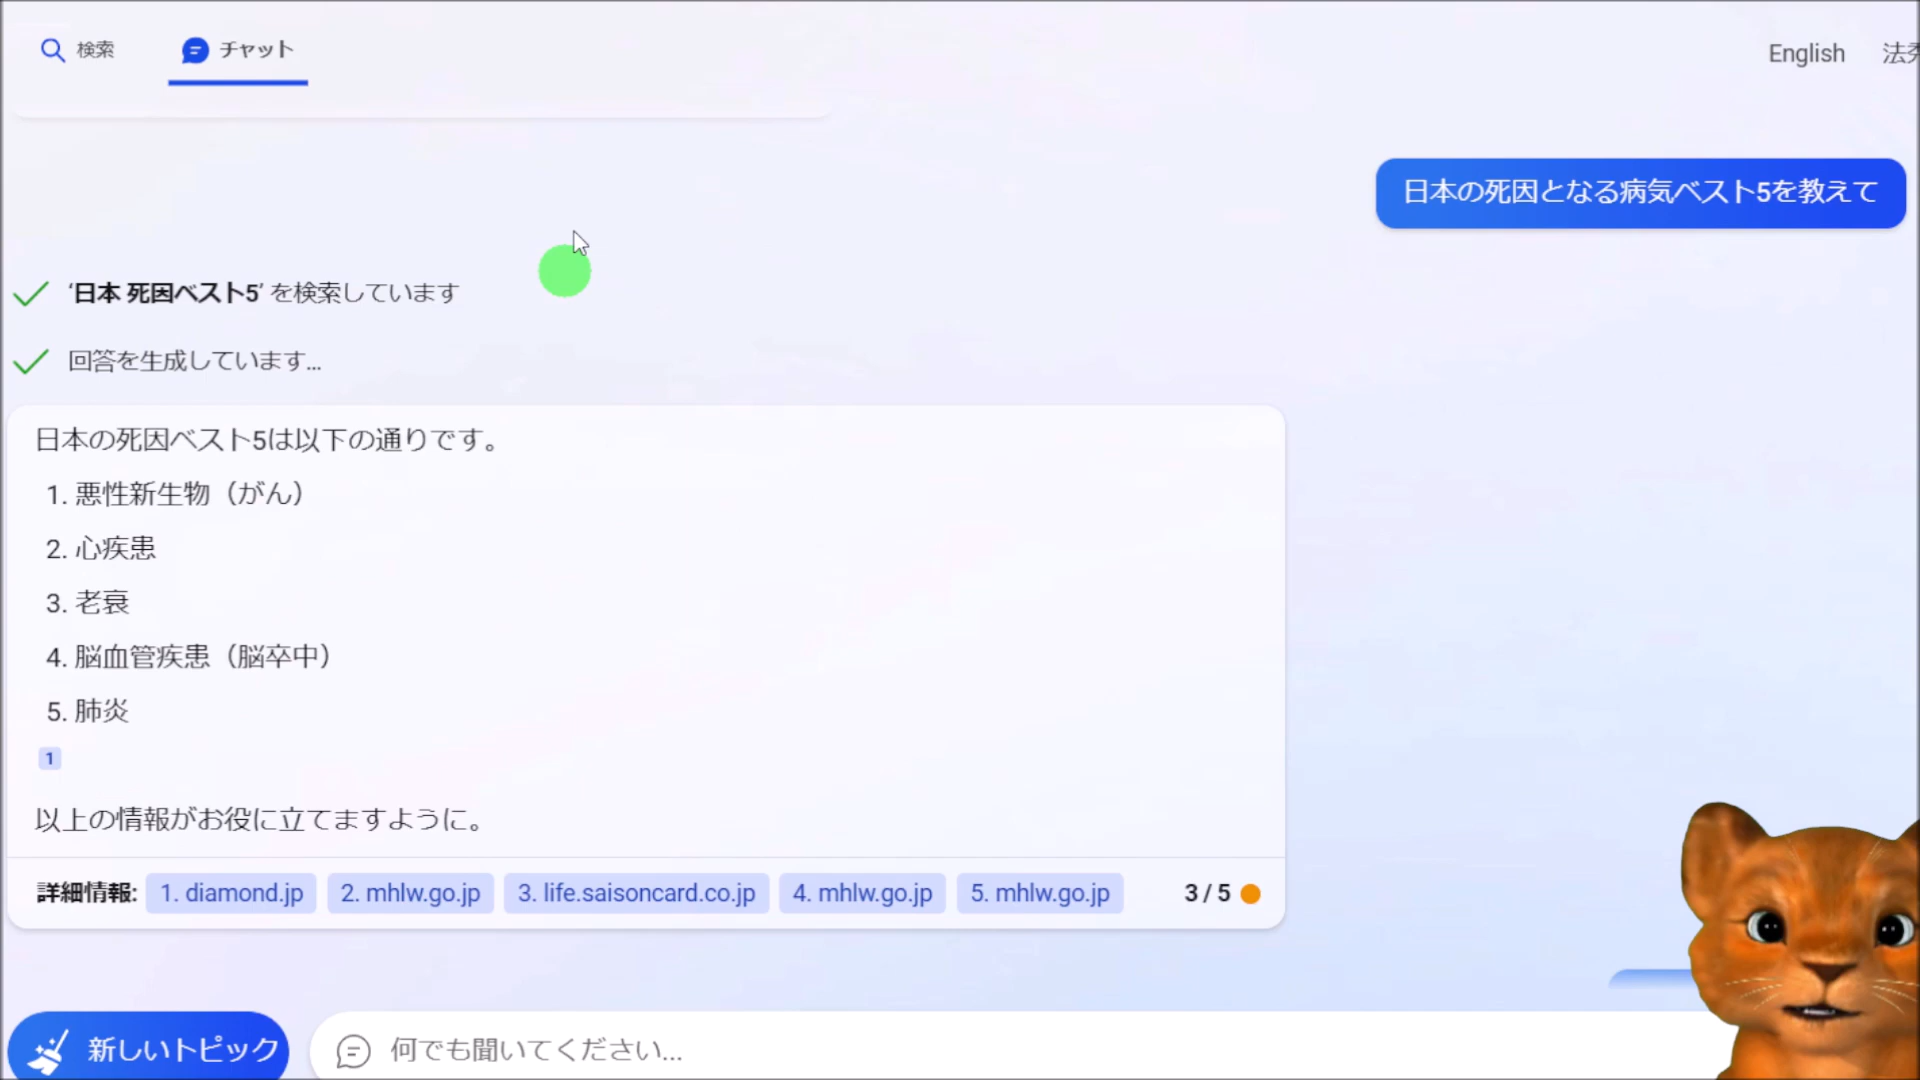 検索
チャット
English
日本の死因となる病気ベスト5を教えて
'日本 死因ベスト5' を検索しています
回答を生成しています...
日本の死因ベスト5は以下の通りです。
1. 悪性新生物（がん）
2. 心疾患
3. 老衰
4. 脳血管疾患（脳卒中）
5. 肺炎
1
以上の情報がお役に立てますように。
詳細情報: 1. diamond.jp 2. mhlw.go.jp 3. life.saisoncard.co.jp 4. mhlw.go.jp 5. mhlw.go.jp 3 / 5
新しいトピック
何でも聞いてください...